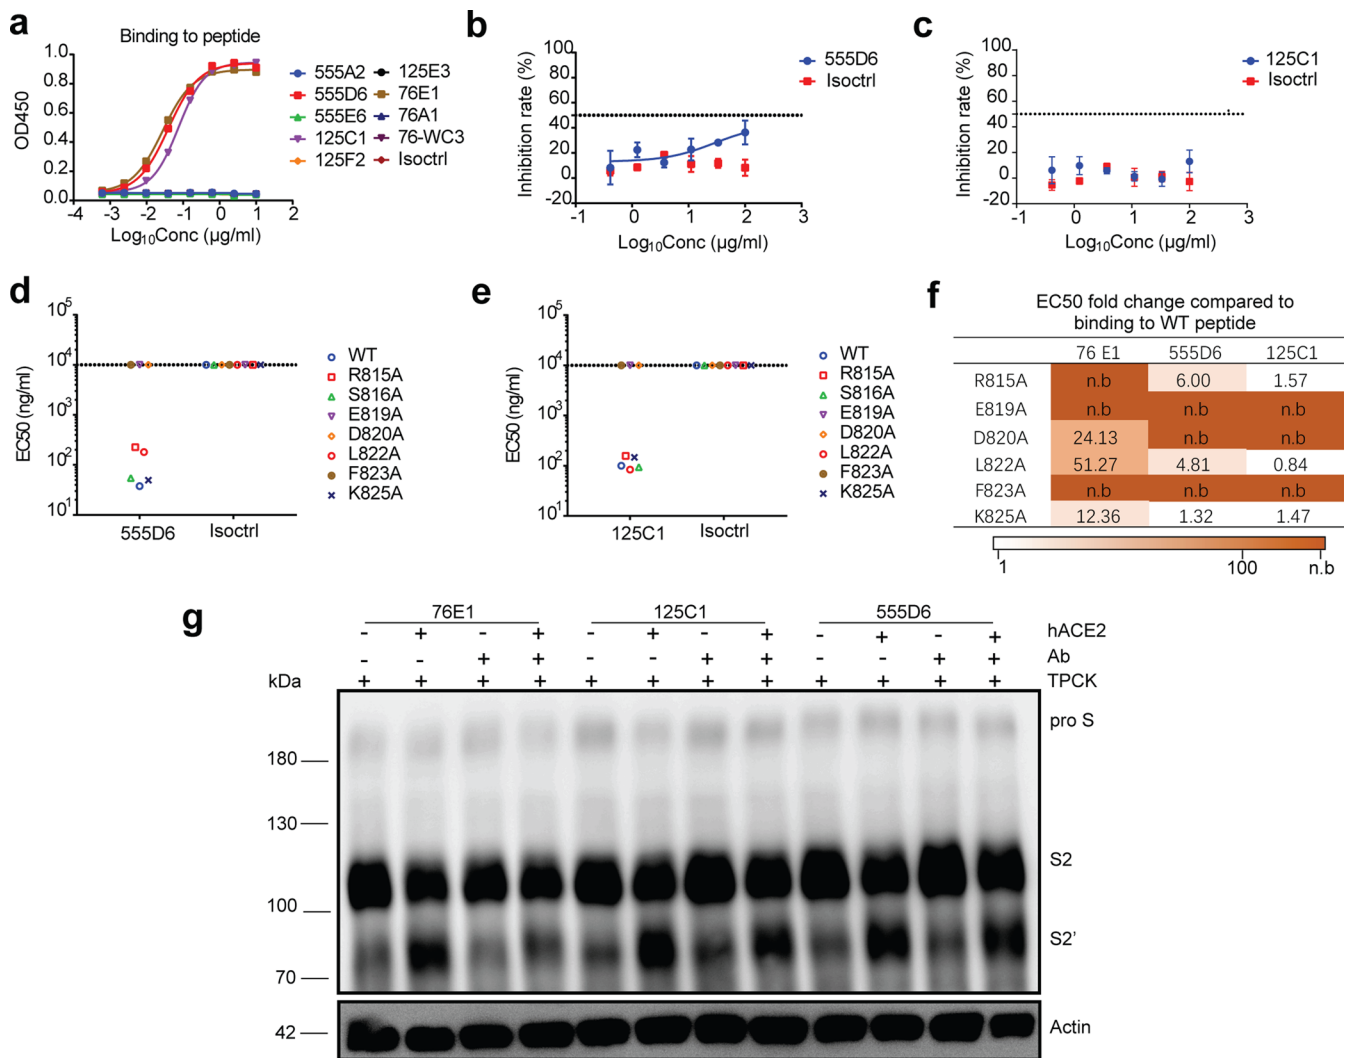 a
Binding to peptide
OD450
1.0
0.8
0.6
0.4
0.2
0.0
-4 -3 -2 -1 0 1 2
Log10Conc (μg/ml)
555A2 125E3
555D6 76E1
555E6 76A1
125C1 76-WC3
125F2 Isoctrl
b
Inhibition rate (%)
100
80
60
40
20
0
-20
-1 0 1 2 3
Log10Conc (μg/ml)
555D6
Isoctrl
c
Inhibition rate (%)
100
80
60
40
20
0
-20
-1 0 1 2 3
Log10Conc (μg/ml)
125C1
Isoctrl
d
EC50 (ng/ml)
10^5
10^4
10^3
10^2
10^1
555D6 Isoctrl
WT
R815A
S816A
E819A
D820A
L822A
F823A
K825A
e
EC50 (ng/ml)
10^5
10^4
10^3
10^2
10^1
125C1 Isoctrl
WT
R815A
S816A
E819A
D820A
L822A
F823A
K825A
f
EC50 fold change compared to
binding to WT peptide
76 E1 555D6 125C1
R815A n.b 6.00 1.57
E819A n.b n.b n.b
D820A 24.13 n.b n.b
L822A 51.27 4.81 0.84
F823A n.b n.b n.b
K825A 12.36 1.32 1.47
1 100 n.b
g
76E1 125C1 555D6
- + - + - + - + - + - + hACE2
- - + + - - + + - - + + Ab
kDa + + + + + + + + + + + + TPCK
pro S
180
130
S2
100
S2'
70
42 Actin